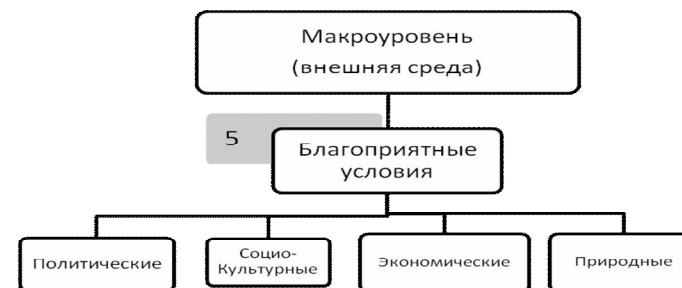 Макроуровень
(внешняя среда)
5
Благоприятные
условия
Политические
Социо-
Культурные
Экономические
Природные